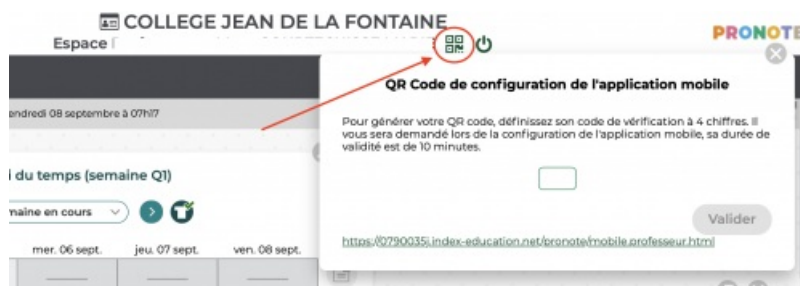 COLLEGE JEAN DE LA FONTAINE
Espace
PRONOTE
QR Code de configuration de l'application mobile
endredi 08 septembre à 07h17
Pour générer votre QR code, définissez son code de vérification à 4 chiffres. Il
vous sera demandé lors de la configuration de l'application mobile, sa durée de
validité est de 10 minutes.
i du temps (semaine Q1)
maine en cours
Valider
mer. 06 sept. jeu. 07 sept. ven. 08 sept.
https://0790035j.index-education.net/pronote/mobile.professeur.html